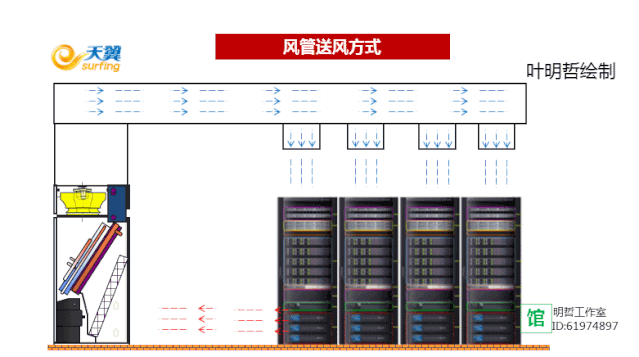 风管送风方式
天翼
surfing
叶明哲绘制
馆
明哲工作室
ID:61974897